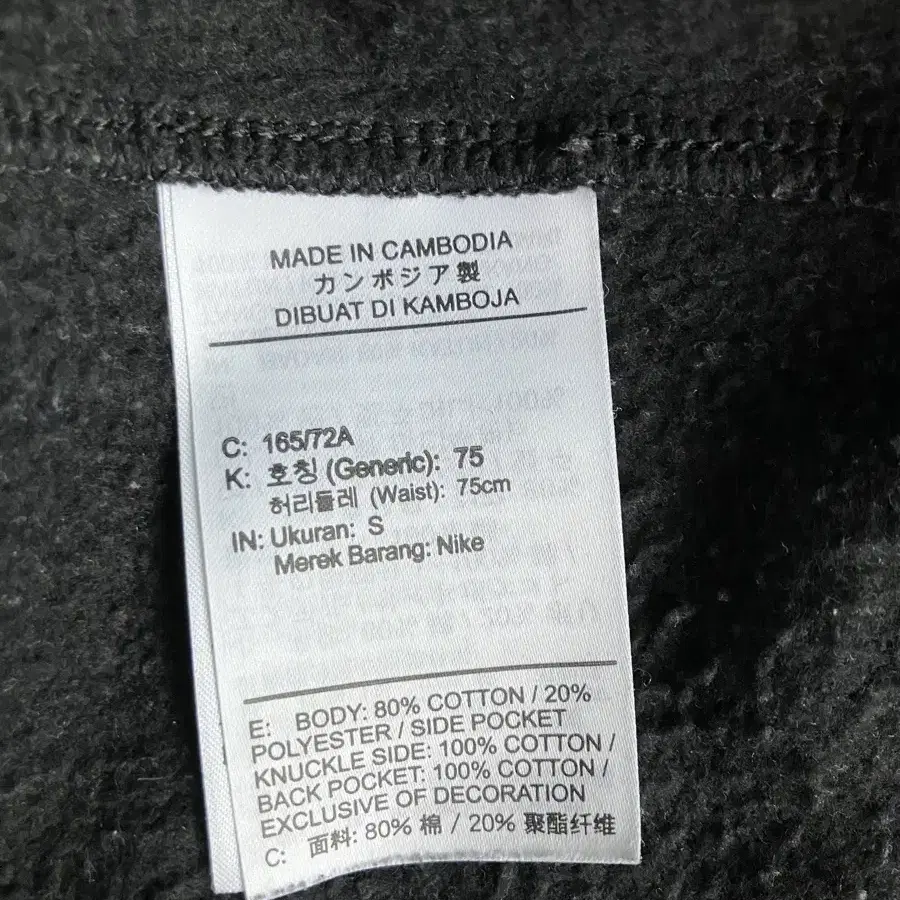 MADE IN CAMBODIA
カンボジア製
DIBUAT DI KAMBOJA
C: 165/72A
K: 호칭 (Generic): 75
허리둘레 (Waist): 75cm
IN: Ukuran: S
Merek Barang: Nike
E: BODY: 80% COTTON / 20%
POLYESTER / SIDE POCKET
KNUCKLE SIDE: 100% COTTON /
BACK POCKET: 100% COTTON /
EXCLUSIVE OF DECORATION
C: 面料: 80% 棉 / 20% 聚酯纤维